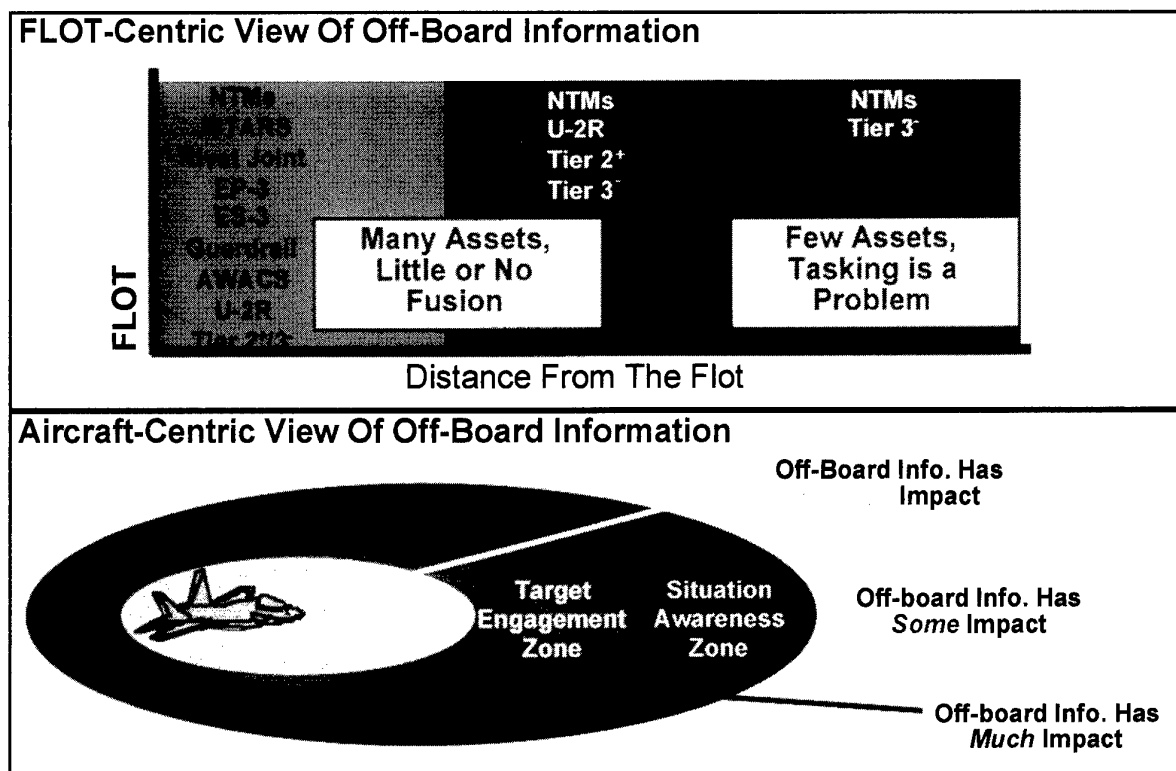 FLOT-Centric View Of Off-Board Information
FLOT
NTMs
Joint
EP-3
ES-3
Guardrail
AWACS
U-2R
NTMs
U-2R
Tier 2+
Tier 3-
NTMs
Tier 3-
Many Assets,
Little or No
Fusion
Few Assets,
Tasking is a
Problem
Distance From The Flot
Aircraft-Centric View Of Off-Board Information
Target
Engagement
Zone
Situation
Awareness
Zone
Off-Board Info. Has
Impact
Off-board Info. Has
Some Impact
Off-board Info. Has
Much Impact